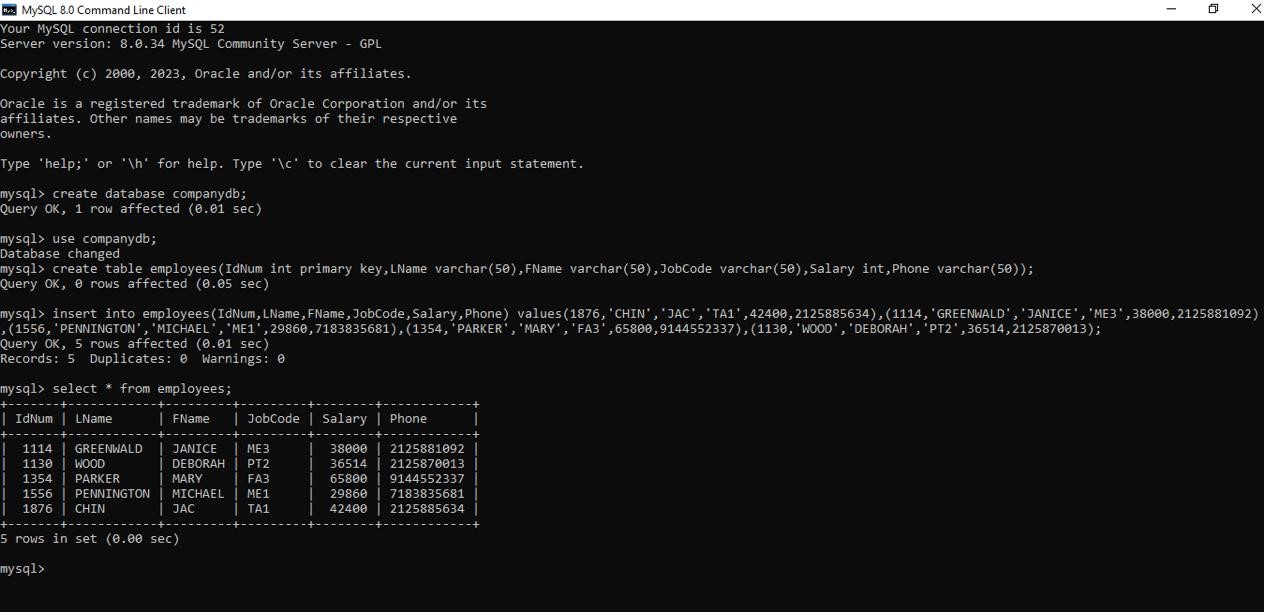 MySQL 8.0 Command Line Client
Your MySQL connection id is 52
Server version: 8.0.34 MySQL Community Server - GPL
Copyright (c) 2000, 2023, Oracle and/or its affiliates.
Oracle is a registered trademark of Oracle Corporation and/or its
affiliates. Other names may be trademarks of their respective
owners.
Type 'help;' or '\h' for help. Type '\c' to clear the current input statement.
mysql> create database companydb;
Query OK, 1 row affected (0.01 sec)
mysql> use companydb;
Database changed
mysql> create table employees(IdNum int primary key,LName varchar(50),FName varchar(50),JobCode varchar(50),Salary int,Phone varchar(50));
Query OK, 0 rows affected (0.05 sec)
mysql> insert into employees(IdNum,LName,FName,JobCode,Salary,Phone) values(1876,'CHIN','JAC','TA1',42400,2125885634),(1114,'GREENWALD','JANICE','ME3',38000,2125881092)
,(1556,'PENNINGTON','MICHAEL','ME1',29860,7183835681),(1354,'PARKER','MARY','FA3',65800,9144552337),(1130,'WOOD','DEBORAH','PT2',36514,2125870013);
Query OK, 5 rows affected (0.01 sec)
Records: 5  Duplicates: 0  Warnings: 0
mysql> select * from employees;
+-------+------------+---------+---------+--------+------------+
| IdNum | LName      | FName   | JobCode | Salary | Phone      |
+-------+------------+---------+---------+--------+------------+
|  1114 | GREENWALD  | JANICE  | ME3     |  38000 | 2125881092 |
|  1130 | WOOD       | DEBORAH | PT2     |  36514 | 2125870013 |
|  1354 | PARKER     | MARY    | FA3     |  65800 | 9144552337 |
|  1556 | PENNINGTON | MICHAEL | ME1     |  29860 | 7183835681 |
|  1876 | CHIN       | JAC     | TA1     |  42400 | 2125885634 |
+-------+------------+---------+---------+--------+------------+
5 rows in set (0.00 sec)
mysql>